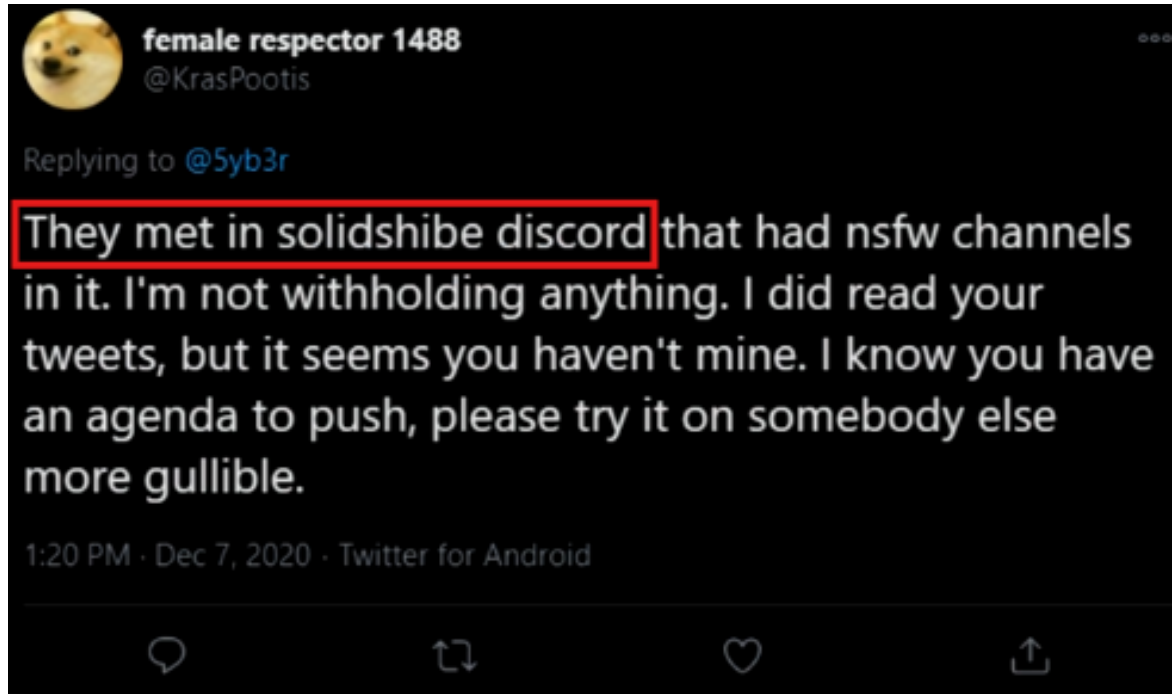 female respector 1488
@KrasPootis
Replying to @5yb3r
They met in solidshibe discord that had nsfw channels
in it. I'm not withholding anything. I did read your
tweets, but it seems you haven't mine. I know you have
an agenda to push, please try it on somebody else
more gullible.
1:20 PM · Dec 7, 2020 · Twitter for Android